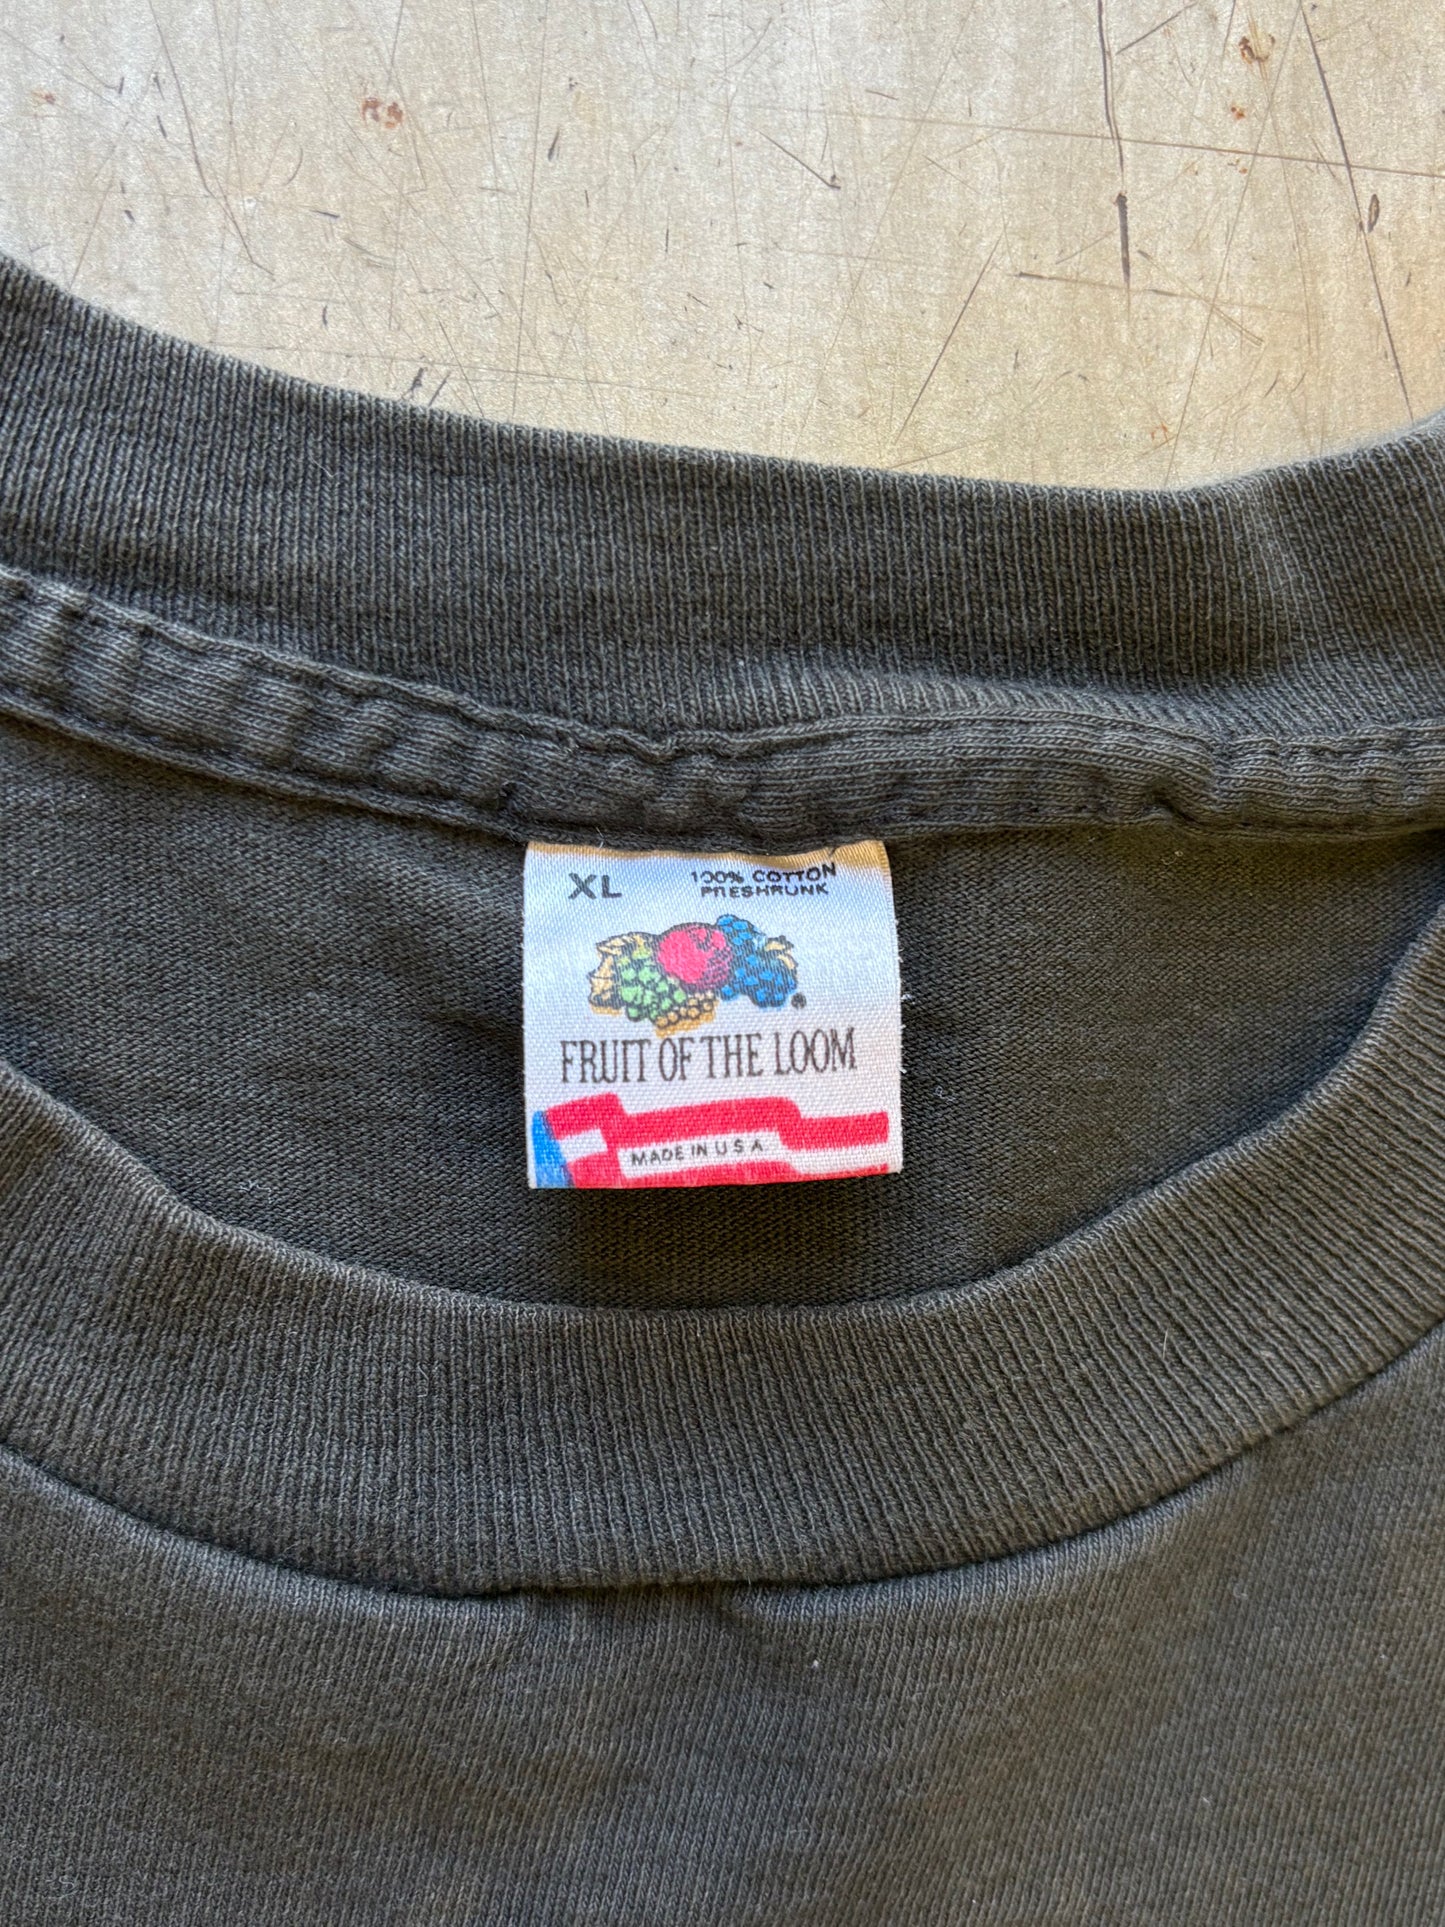 XL
100% COTTON
PRESHRUNK
®
FRUIT OF THE LOOM
MADE IN U S A